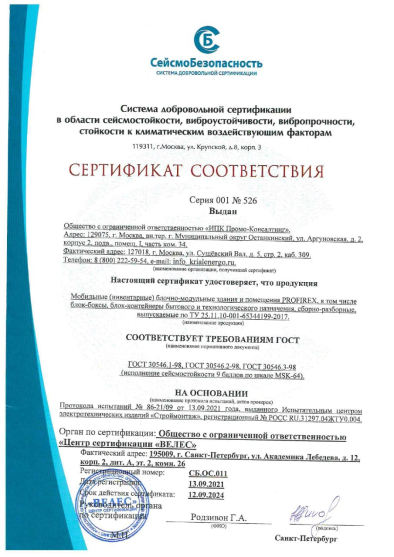 СБ
СейсмоБезопасность
СИСТЕМА ДОБРОВОЛЬНОЙ СЕРТИФИКАЦИИ
Система добровольной сертификации
в области сейсмостойкости, виброустойчивости, вибропрочности,
стойкости к климатическим воздействующим факторам
119311, г.Москва, ул. Крупской, д.8, корп. 3
СЕРТИФИКАТ СООТВЕТСТВИЯ
Серия 001 № 526
Выдан
Общество с ограниченной ответственностью «ИПК Промо-Консалтинг».
Адрес: 129075, г. Москва, вн.тер. г. Муниципальный округ Останкинский, ул. Аргуновская, д. 2,
корпус 2, подв., помещ. I, часть ком. 34.
Фактический адрес: 127018, г. Москва, ул. Сущёвский Вал, д. 5, стр. 2, каб. 309.
Телефон: 8 (800) 222-59-54, e-mail: info_krialenergo.ru.
(наименование организации, получившей сертификат)
Настоящий сертификат удостоверяет, что продукция
Мобильные (инвентарные) блочно-модульные здания и помещения PROFIREX, в том числе
блок-боксы, блок-контейнеры бытового и технологического назначения, сборно-разборные,
выпускаемые по ТУ 25.11.10-001-65344199-2017.
(наименование продукции)
СООТВЕТСТВУЕТ ТРЕБОВАНИЯМ ГОСТ
(наименование нормативного документа)
ГОСТ 30546.1-98, ГОСТ 30546.2-98, ГОСТ 30546.3-98
(исполнение сейсмостойкости 9 баллов по шкале MSK-64).
НА ОСНОВАНИИ
(наименование протокола испытаний, актов проверки)
Протокола испытаний № 86-21/09 от 13.09.2021 года, выданного Испытательным центром
электротехнических изделий «Строймонтаж», регистрационный № РОСС RU.31297.04ЖТУ0.004.
Орган по сертификации: Общество с ограниченной ответственностью
«Центр сертификации «ВЕЛЕС»
Фактический адрес: 195009, г. Санкт-Петербург, ул. Академика Лебедева, д. 12,
корп. 2, лит. А, эт. 2, комн. 26
Регистрационный номер: СБ.ОС.011
Дата регистрации: 13.09.2021
Срок действия сертификата: 12.09.2024
Руководитель органа
по сертификации Родзивон Г.А.
(ФИО) (подпись)
М.П. Санкт-Петербург
«ВЕЛЕС»